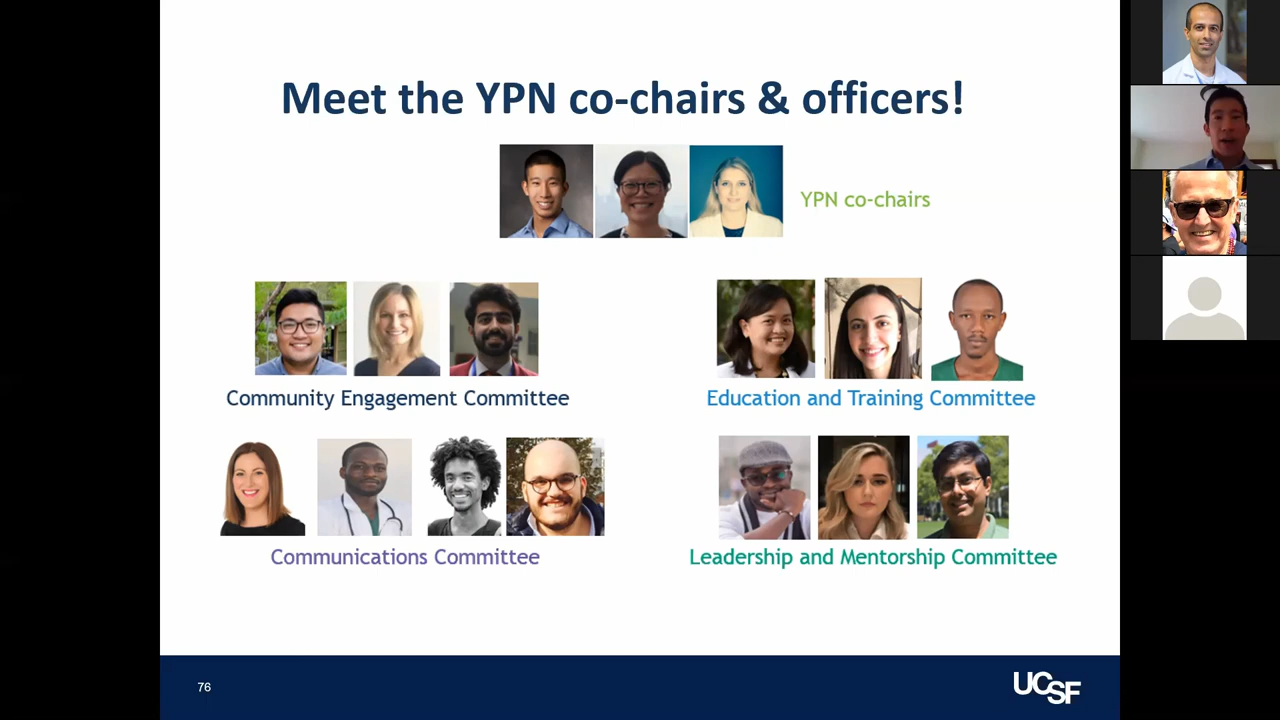 Meet the YPN co-chairs & officers!
YPN co-chairs
Community Engagement Committee
Education and Training Committee
Communications Committee
Leadership and Mentorship Committee
76
UCSF